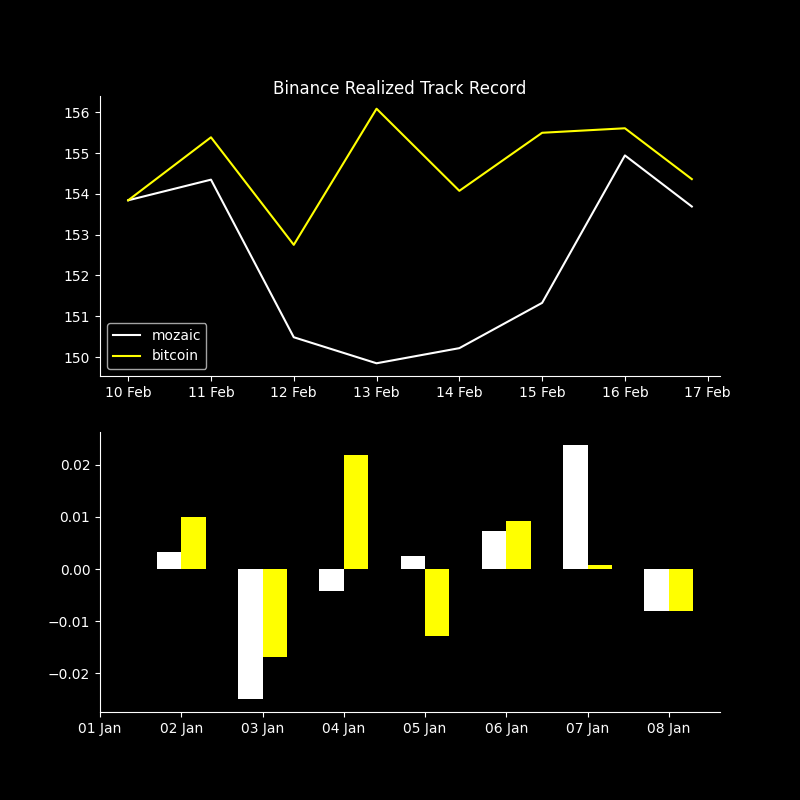 Binance Realized Track Record
156
155
154
153
152
151
150
mozaic
bitcoin
10 Feb 11 Feb 12 Feb 13 Feb 14 Feb 15 Feb 16 Feb 17 Feb
0.02
0.01
0.00
−0.01
−0.02
01 Jan 02 Jan 03 Jan 04 Jan 05 Jan 06 Jan 07 Jan 08 Jan